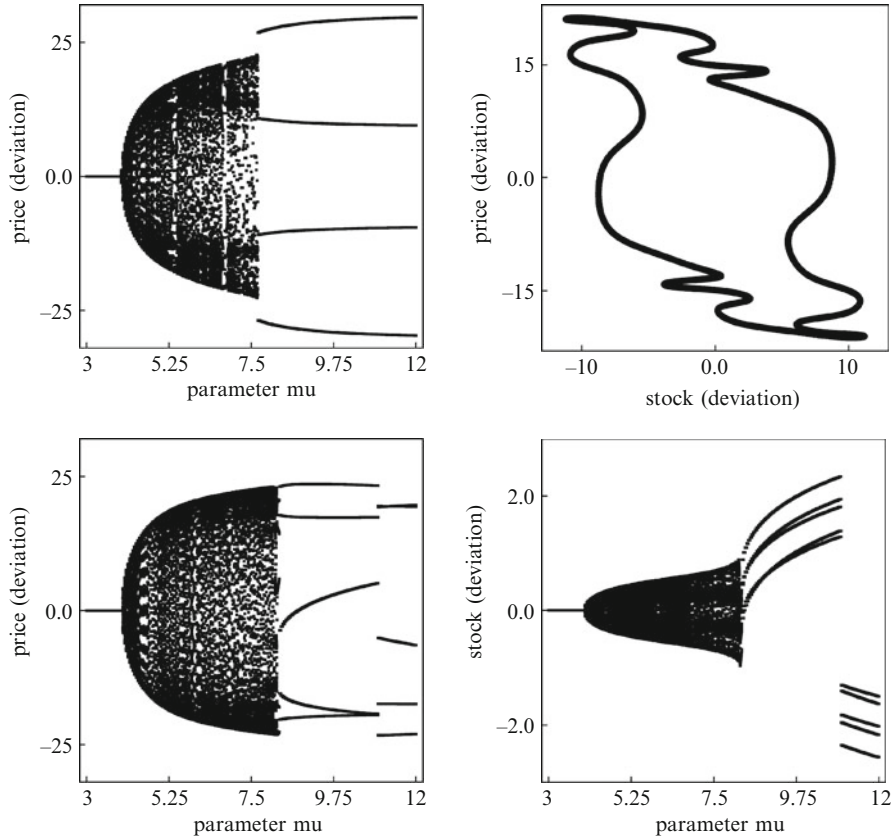 price (deviation)
25
0.0
−25
3 5.25 7.5 9.75 12
parameter mu
price (deviation)
15
0.0
−15
−10 0.0 10
stock (deviation)
price (deviation)
25
0.0
−25
3 5.25 7.5 9.75 12
parameter mu
stock (deviation)
2.0
0.0
−2.0
3 5.25 7.5 9.75 12
parameter mu